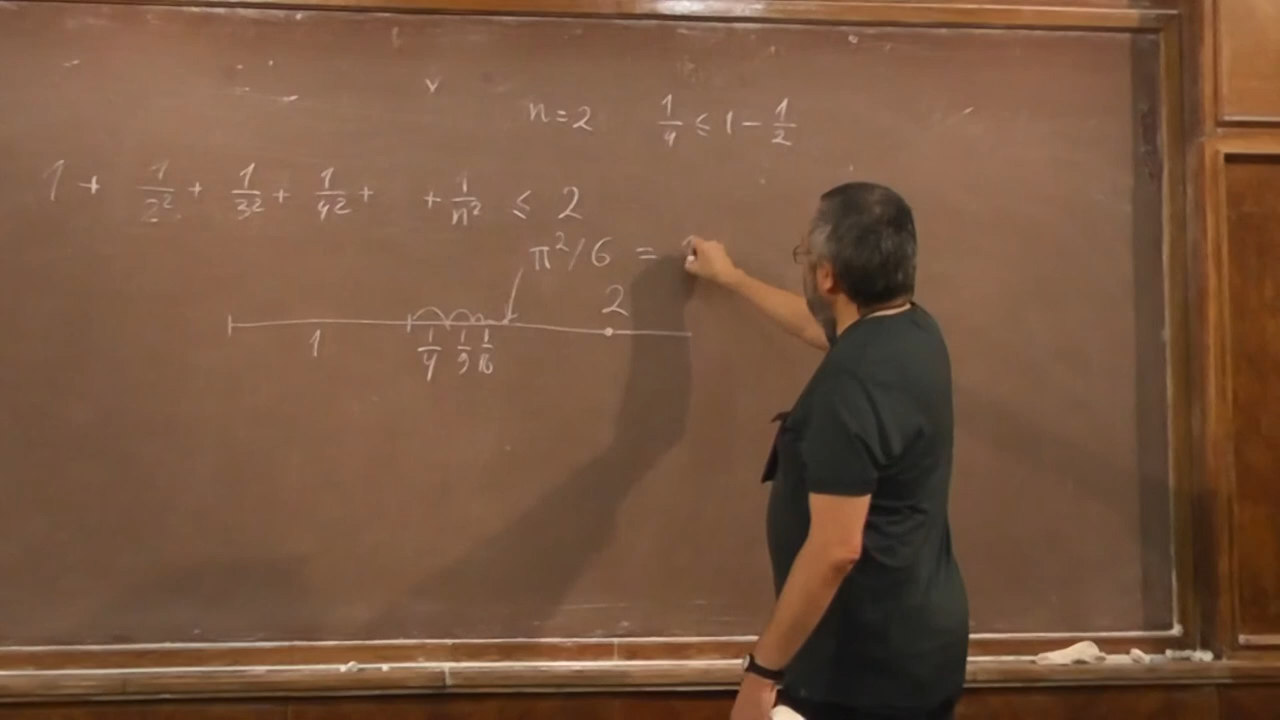 n=2 1/4 ≤ 1 - 1/2
1 + 1/2² + 1/3² + 1/4² + + 1/n² ≤ 2
π²/6 =
2
1 1/4 1/9 1/16